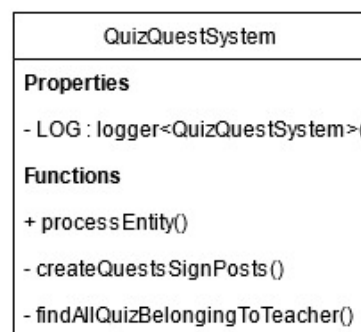 QuizQuestSystem
Properties
- LOG : logger<QuizQuestSystem>(
Functions
+ processEntity()
- createQuestsSignPosts()
- findAllQuizBelongingToTeacher()